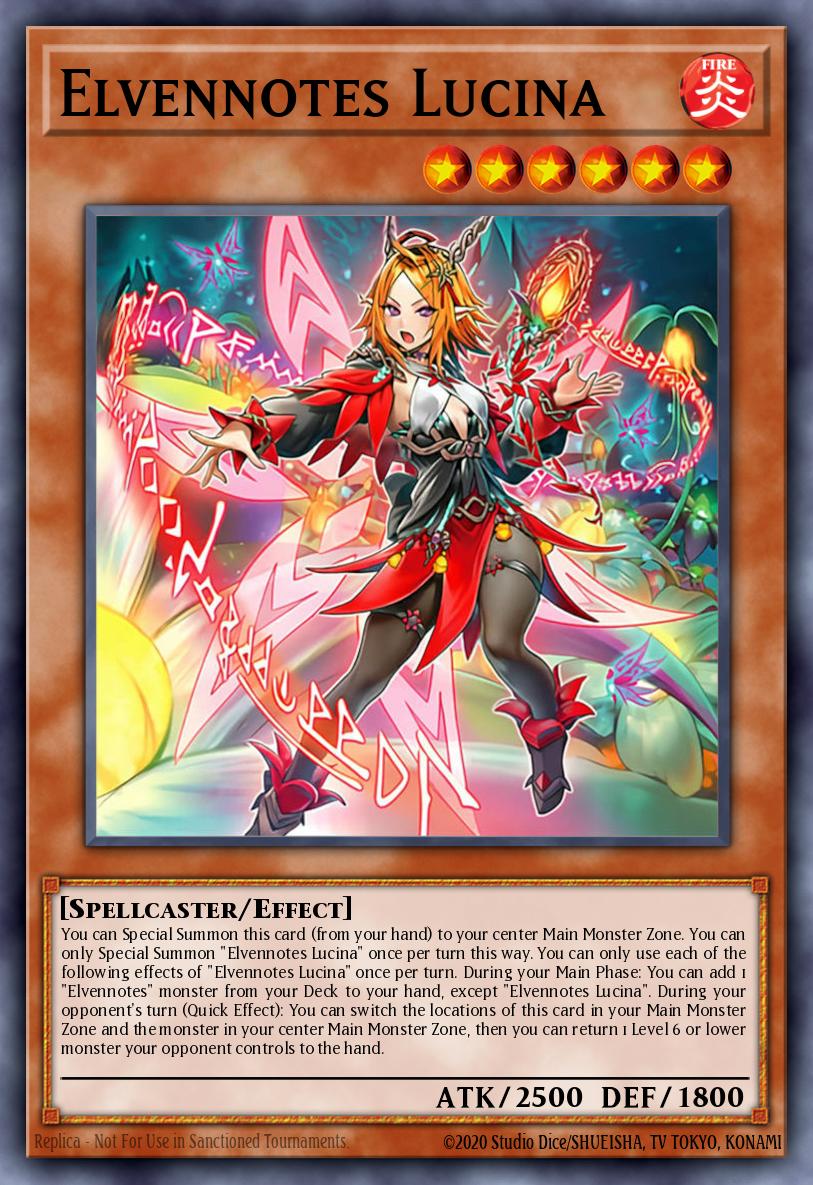 Elvennotes Lucina
FIRE
炎
[Spellcaster/Effect]
You can Special Summon this card (from your hand) to your center Main Monster Zone. You can
only Special Summon "Elvennotes Lucina" once per turn this way. You can only use each of the
following effects of "Elvennotes Lucina" once per turn. During your Main Phase: You can add 1
"Elvennotes" monster from your Deck to your hand, except "Elvennotes Lucina". During your
opponent's turn (Quick Effect): You can switch the locations of this card in your Main Monster
Zone and the monster in your center Main Monster Zone, then you can return 1 Level 6 or lower
monster your opponent controls to the hand.
ATK/2500 DEF/1800
Replica - Not For Use in Sanctioned Tournaments.
©2020 Studio Dice/SHUEISHA, TV TOKYO, KONAMI